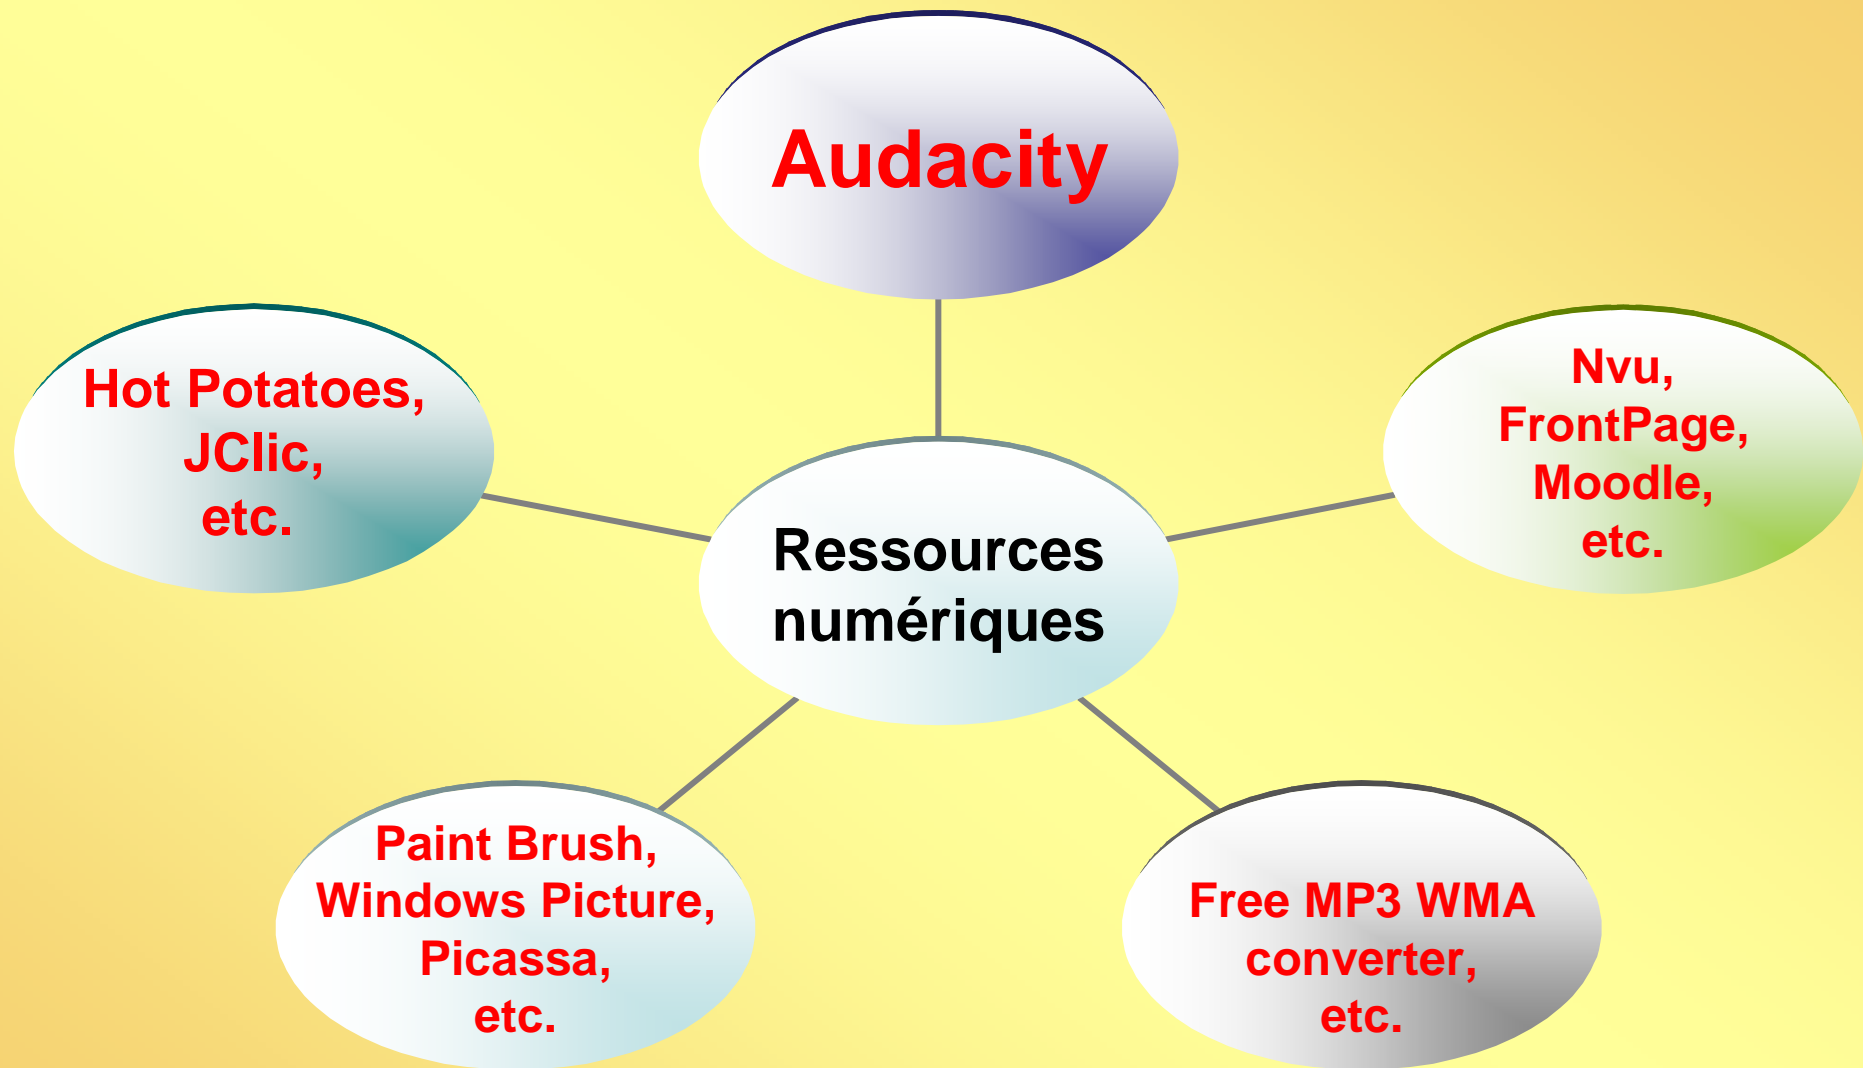 Audacity
Hot Potatoes,
JClic,
etc.
Nvu,
FrontPage,
Moodle,
etc.
Ressources
numériques
Paint Brush,
Windows Picture,
Picassa,
etc.
Free MP3 WMA
converter,
etc.